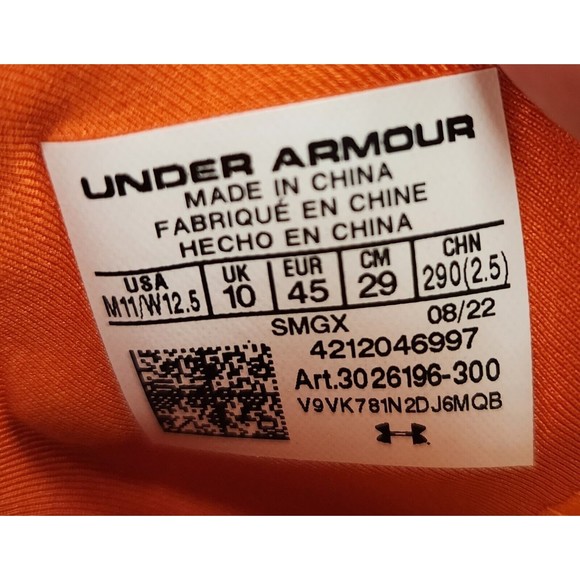 UNDER ARMOUR
MADE IN CHINA
FABRIQUÉ EN CHINE
HECHO EN CHINA
USA UK EUR CM CHN
M11/W12.5 10 45 29 290(2.5)
SMGX 08/22
4212046997
Art.3026196-300
V9VK781N2DJ6MQB